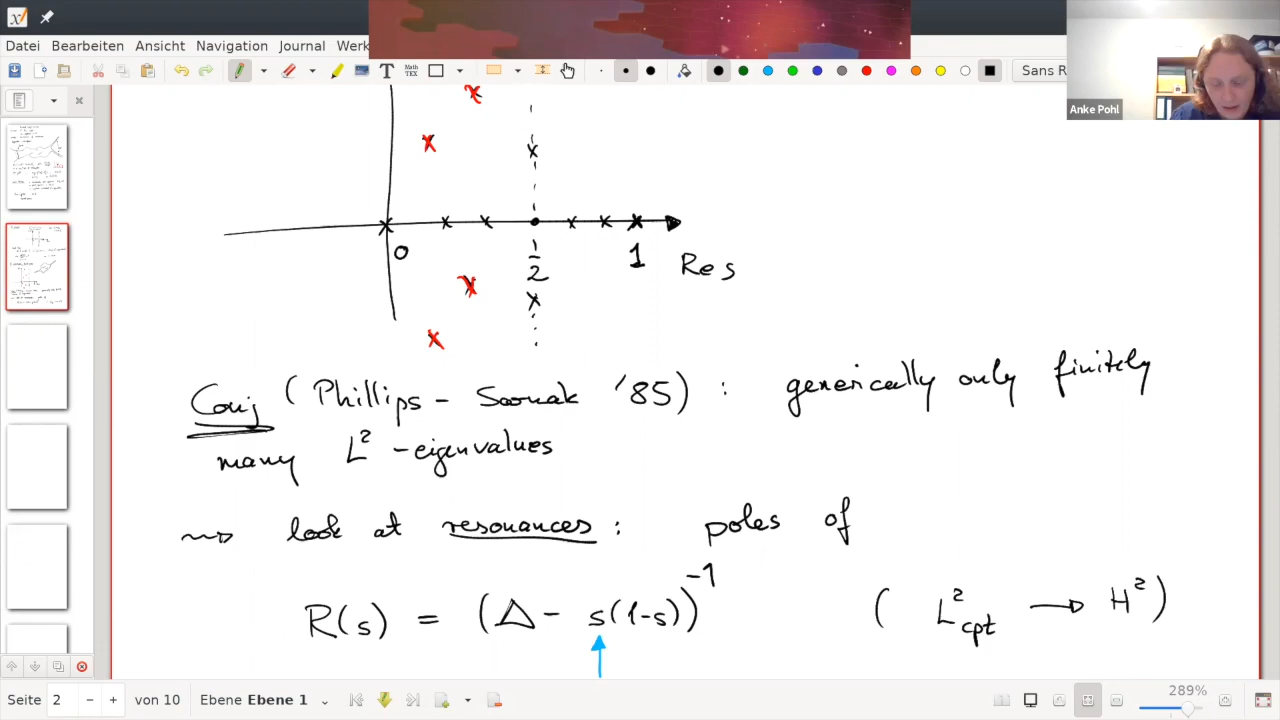 Datei Bearbeiten Ansicht Navigation Journal
Sans R
Anke Pohl
0
1/2
1
Re s
Conj (Phillips - Sarnak '85) : generically only finitely
many L² - eigenvalues
look at resonances : poles of
R(s) = (Δ - s(1-s))⁻¹ ( L²cpt → H² )
Seite 2 von 10 Ebene Ebene 1 289%